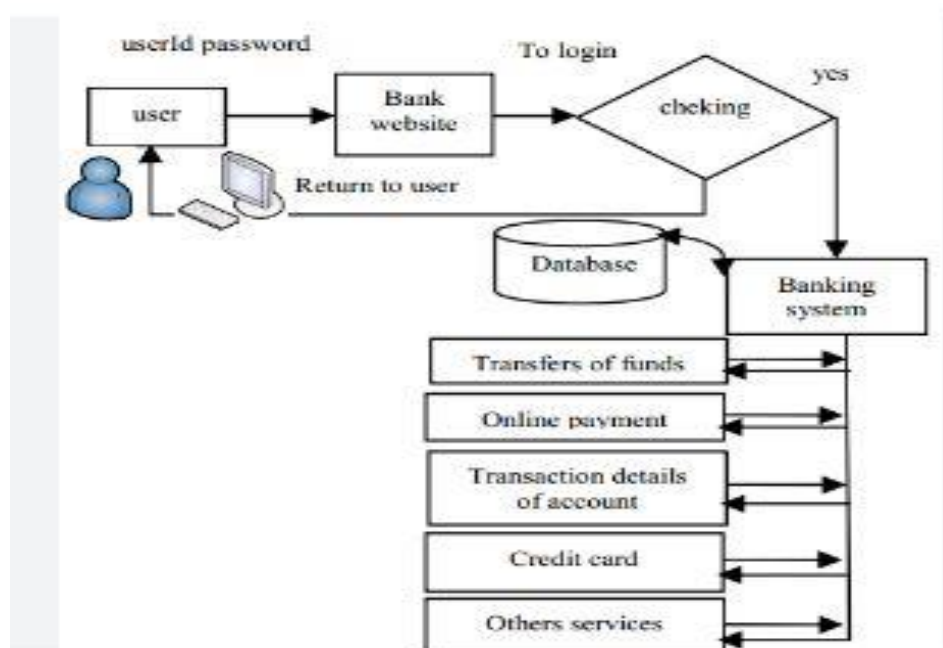 userId password
To login
yes
user
Bank
website
cheking
Return to user
Database
Banking
system
Transfers of funds
Online payment
Transaction details
of account
Credit card
Others services